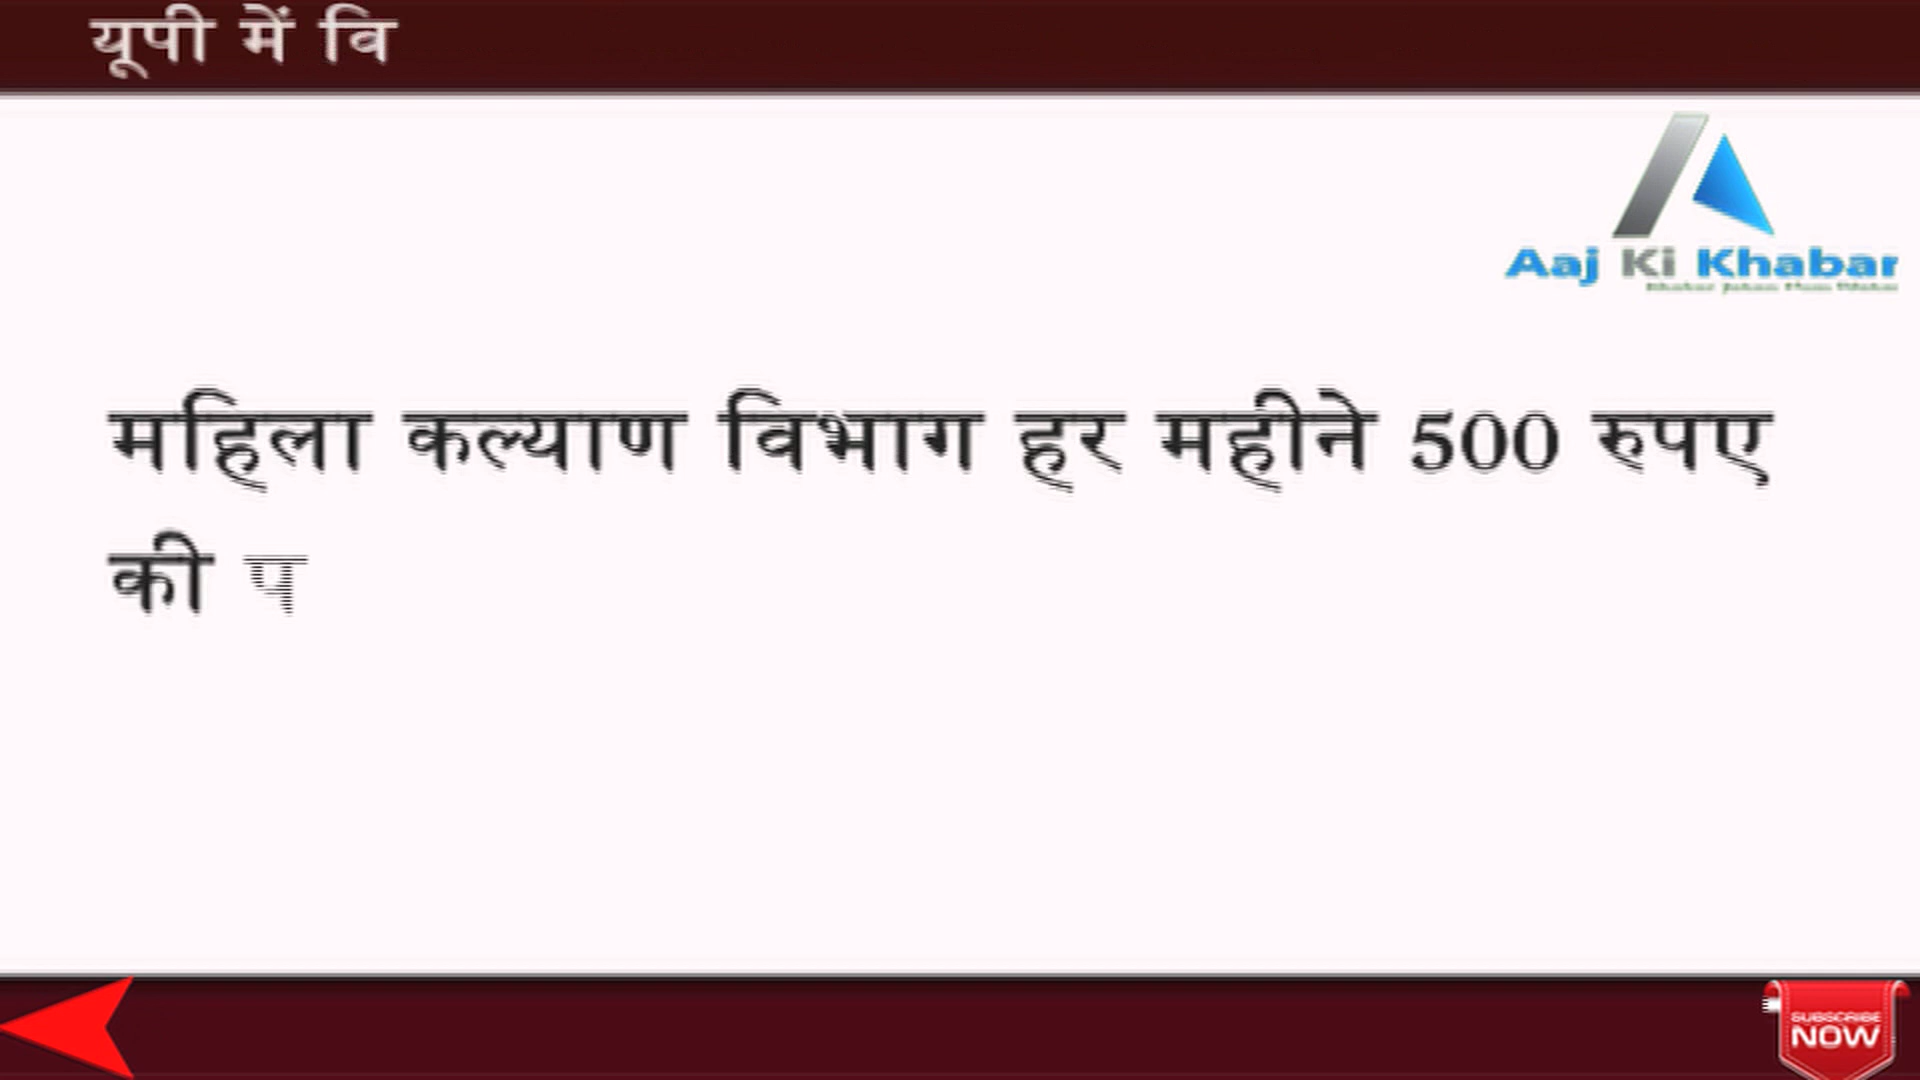 यूपी में वि
Aaj Ki Khabar
महिला कल्याण विभाग हर महीने 500 रुपए
की प
SUBSCRIBE
NOW